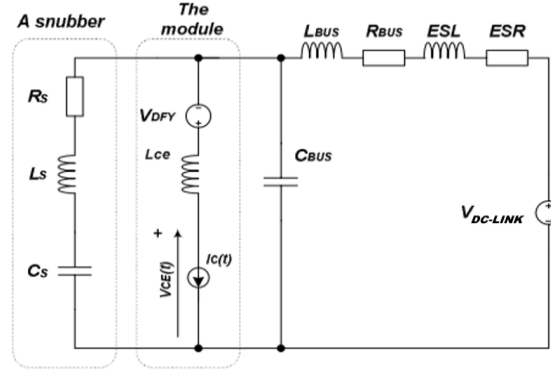 A snubber
The
module
LBUS RBUS ESL ESR
RS
VDFY
Lce
LS
CBUS
VDC-LINK
+
VCE(t)
IC(t)
CS